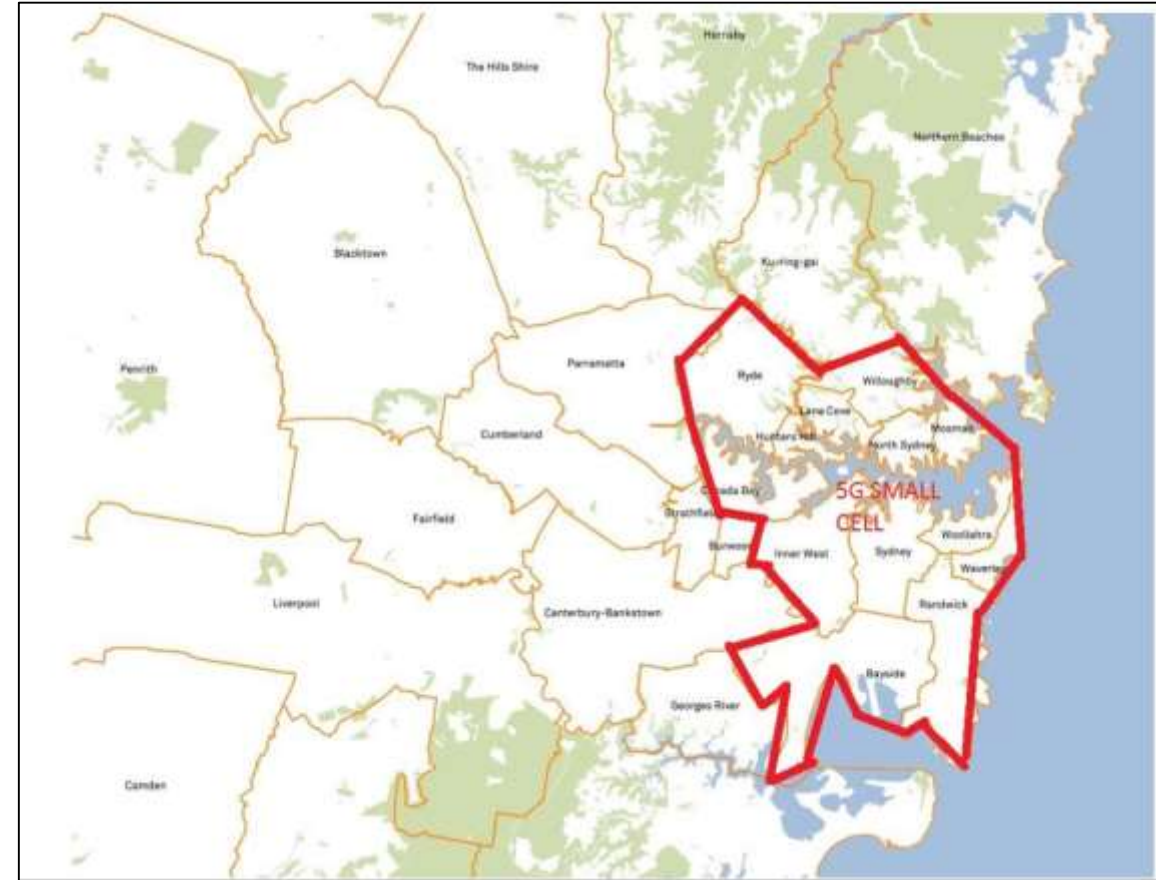 Hornsby
The Hills Shire
Northern Beaches
Blacktown
Ku-ring-gai
Penrith
Parramatta
Ryde
Willoughby
Lane Cove
Mosman
Cumberland
Hunters Hill
North Sydney
Canada Bay
5G SMALL
CELL
Strathfield
Fairfield
Burwood
Inner West
Sydney
Woollahra
Waverley
Liverpool
Canterbury-Bankstown
Randwick
Bayside
Georges River
Camden